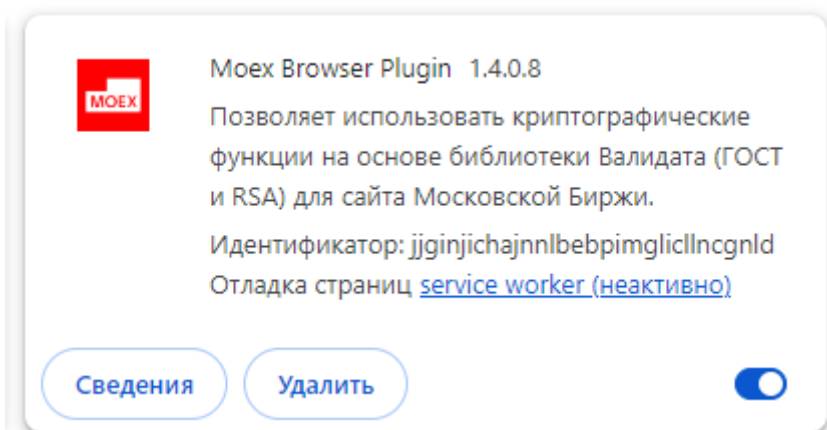 Moex Browser Plugin 1.4.0.8
MOEX
Позволяет использовать криптографические
функции на основе библиотеки Валидата (ГОСТ
и RSA) для сайта Московской Биржи.
Идентификатор: jjginjichajnnlbebpimglicllncgnld
Отладка страниц service worker (неактивно)
Сведения
Удалить